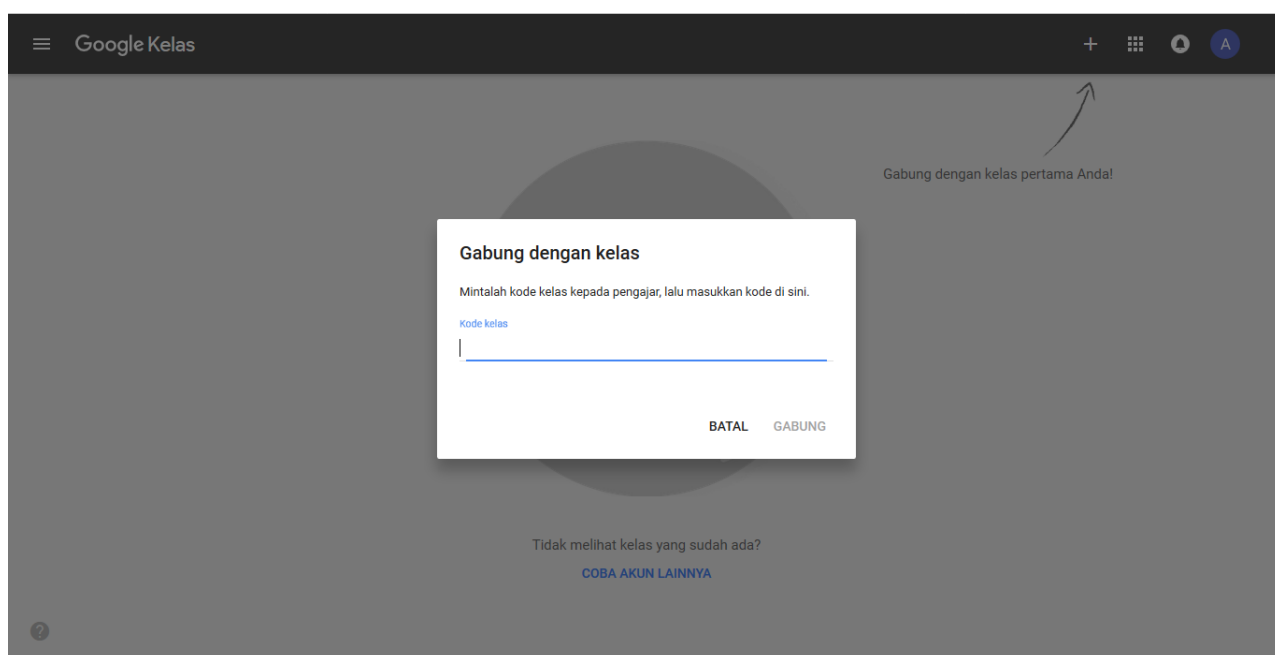 Google Kelas
A
Gabung dengan kelas pertama Anda!
Gabung dengan kelas
Mintalah kode kelas kepada pengajar, lalu masukkan kode di sini.
Kode kelas
BATAL GABUNG
Tidak melihat kelas yang sudah ada?
COBA AKUN LAINNYA
?